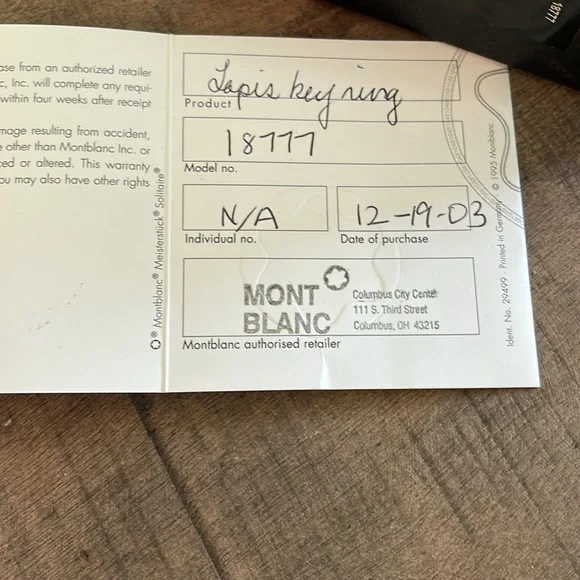 ase from an authorized retailer
c, Inc. will complete any requi-
within four weeks after receipt
mage resulting from accident,
e other than Montblanc Inc. or
ced or altered. This warranty
ou may also have other rights
® Montblanc® Meisterstück® Solitaire®
Lapis key ring
Product
18777
Model no.
N/A
Individual no.
12-19-03
Date of purchase
MONT
BLANC
Columbus City Center
111 S. Third Street
Columbus, OH 43215
Montblanc authorised retailer
Ident. No. 29499 . Printed in Germany © 1995 Montblanc
18777